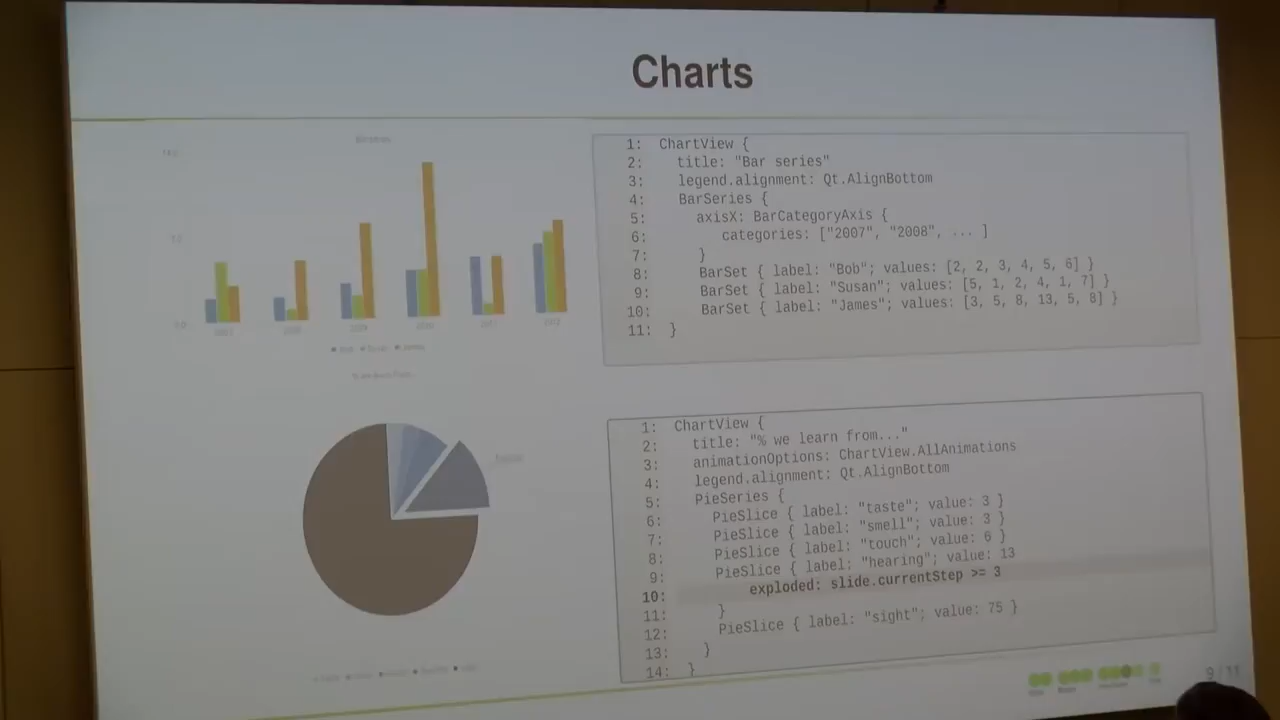 Charts
1: ChartView {
2: title: "Bar series"
3: legend.alignment: Qt.AlignBottom
4: BarSeries {
5: axisX: BarCategoryAxis {
6: categories: ["2007", "2008", ... ]
7: }
8: BarSet { label: "Bob"; values: [2, 2, 3, 4, 5, 6] }
9: BarSet { label: "Susan"; values: [5, 1, 2, 4, 1, 7] }
10: BarSet { label: "James"; values: [3, 5, 8, 13, 5, 8] }
11: }
1: ChartView {
2: title: "% we learn from..."
3: animationOptions: ChartView.AllAnimations
4: legend.alignment: Qt.AlignBottom
5: PieSeries {
6: PieSlice { label: "taste"; value: 3 }
7: PieSlice { label: "smell"; value: 3 }
8: PieSlice { label: "touch"; value: 6 }
9: PieSlice { label: "hearing"; value: 13
10: exploded: slide.currentStep >= 3
11: }
12: PieSlice { label: "sight"; value: 75 }
13: }
14: }
9 / 11